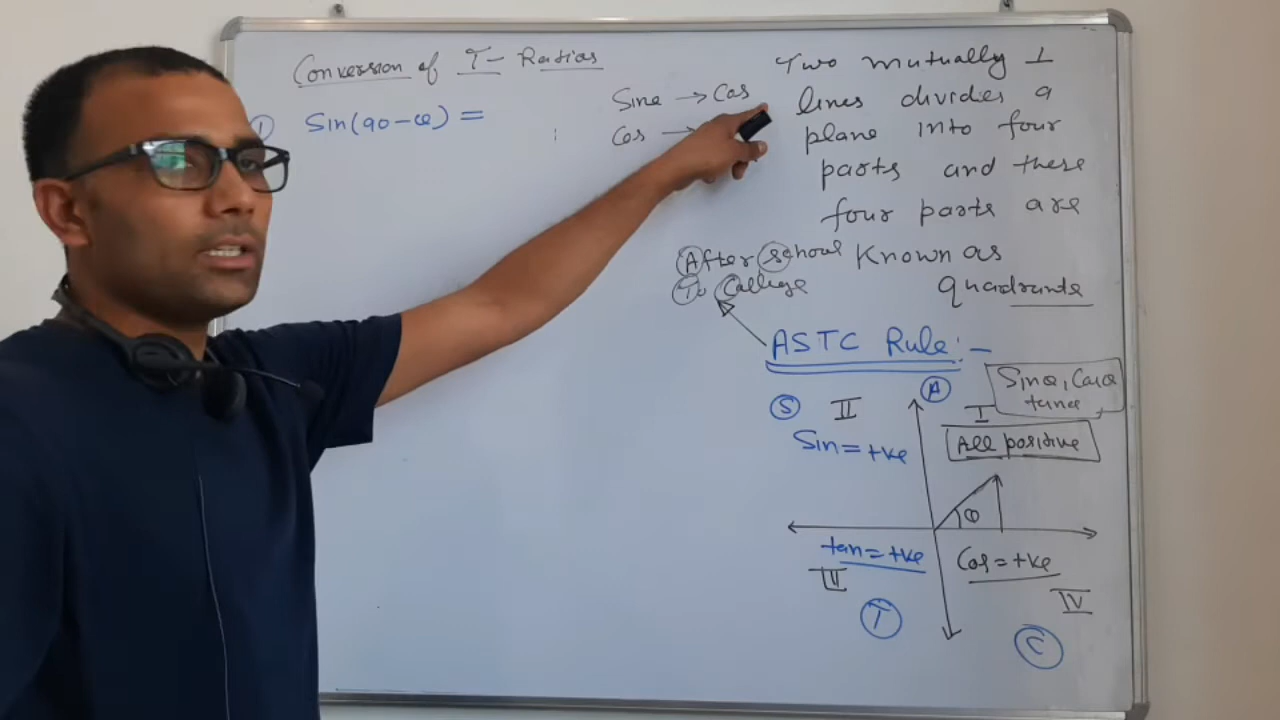 Conversion of T- Ratios
① Sin(90-θ) =
Sinθ → Cos
Cos →
Two mutually ⊥
lines divides a
plane into four
parts and these
four parts are
Known as
quadrants
After school
To College
ASTC Rule:-
S II A I
Sinθ, Cosθ
tanθ
Sin = +ve
All positive
θ
tan = +ve
III
T
Cos = +ve
IV
C